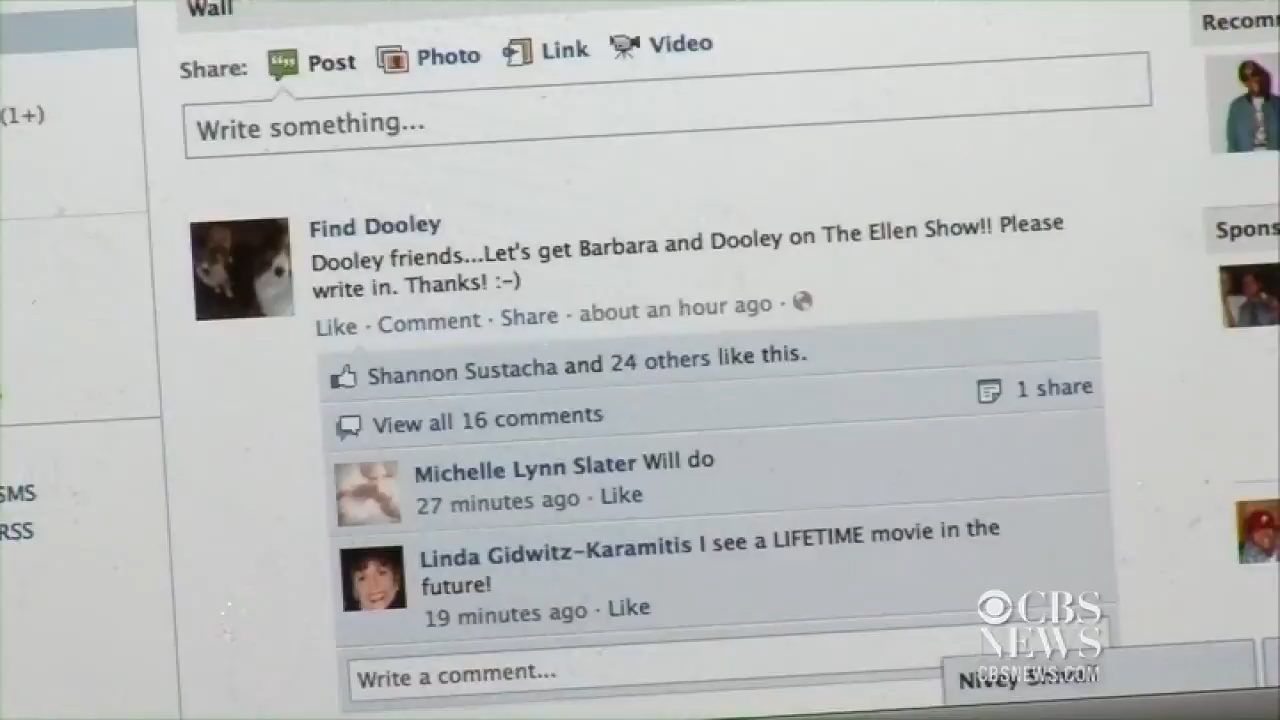 Wall
Share: Post Photo Link Video
Write something...
Find Dooley
Dooley friends...Let's get Barbara and Dooley on The Ellen Show!! Please
write in. Thanks! :-)
Like · Comment · Share · about an hour ago ·
Shannon Sustacha and 24 others like this.
1 share
View all 16 comments
Michelle Lynn Slater Will do
27 minutes ago · Like
Linda Gidwitz-Karamitis I see a LIFETIME movie in the
future!
19 minutes ago · Like
Write a comment...
(1+)
SMS
RSS
Recom
Spons
CBS
NEWS
CBSNEWS.COM